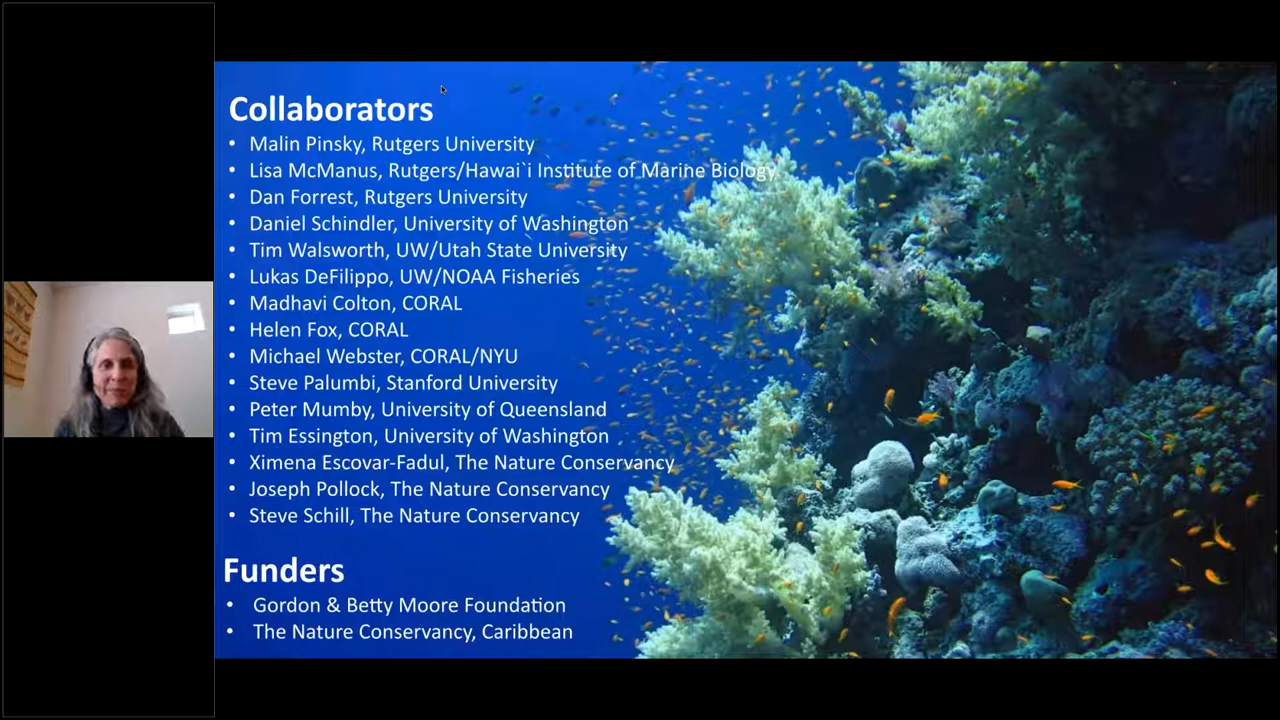 Collaborators
• Malin Pinsky, Rutgers University
• Lisa McManus, Rutgers/Hawai`i Institute of Marine Biology
• Dan Forrest, Rutgers University
• Daniel Schindler, University of Washington
• Tim Walsworth, UW/Utah State University
• Lukas DeFilippo, UW/NOAA Fisheries
• Madhavi Colton, CORAL
• Helen Fox, CORAL
• Michael Webster, CORAL/NYU
• Steve Palumbi, Stanford University
• Peter Mumby, University of Queensland
• Tim Essington, University of Washington
• Ximena Escovar-Fadul, The Nature Conservancy
• Joseph Pollock, The Nature Conservancy
• Steve Schill, The Nature Conservancy
Funders
• Gordon & Betty Moore Foundation
• The Nature Conservancy, Caribbean